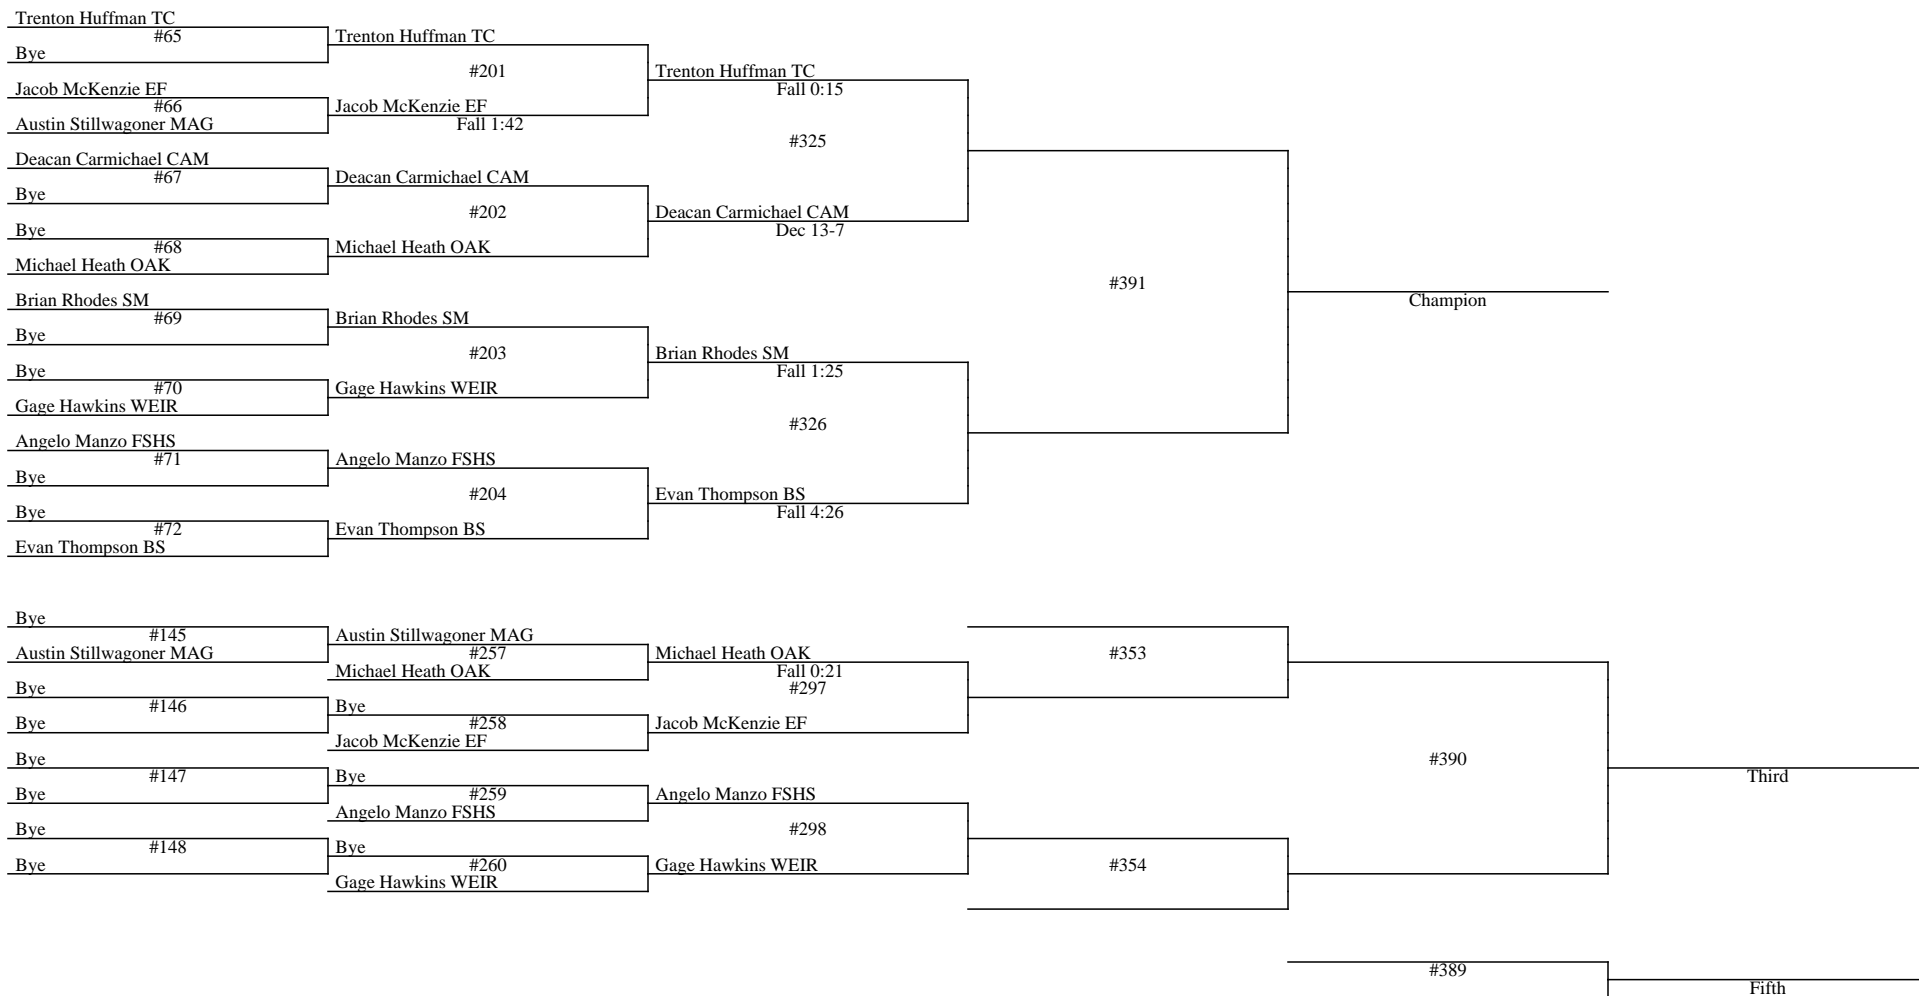 Trenton Huffman TC
#65
Bye
Trenton Huffman TC
#201
Jacob McKenzie EF
#66
Austin Stillwagoner MAG
Jacob McKenzie EF
Fall 1:42
Trenton Huffman TC
Fall 0:15
#325
Deacan Carmichael CAM
#67
Bye
Deacan Carmichael CAM
#202
Bye
#68
Michael Heath OAK
Michael Heath OAK
Deacan Carmichael CAM
Dec 13-7
#391
Champion
Brian Rhodes SM
#69
Bye
Brian Rhodes SM
#203
Bye
#70
Gage Hawkins WEIR
Gage Hawkins WEIR
Brian Rhodes SM
Fall 1:25
#326
Angelo Manzo FSHS
#71
Bye
Angelo Manzo FSHS
#204
Bye
#72
Evan Thompson BS
Evan Thompson BS
Evan Thompson BS
Fall 4:26
Bye
#145
Austin Stillwagoner MAG
Austin Stillwagoner MAG
#257
Michael Heath OAK
Michael Heath OAK
Fall 0:21
#297
#353
Bye
#146
Bye
Bye
#258
Jacob McKenzie EF
Jacob McKenzie EF
#390
Third
Bye
#147
Bye
Bye
#259
Angelo Manzo FSHS
Angelo Manzo FSHS
#298
Bye
#148
Bye
Bye
#260
Gage Hawkins WEIR
Gage Hawkins WEIR
#354
#389
Fifth